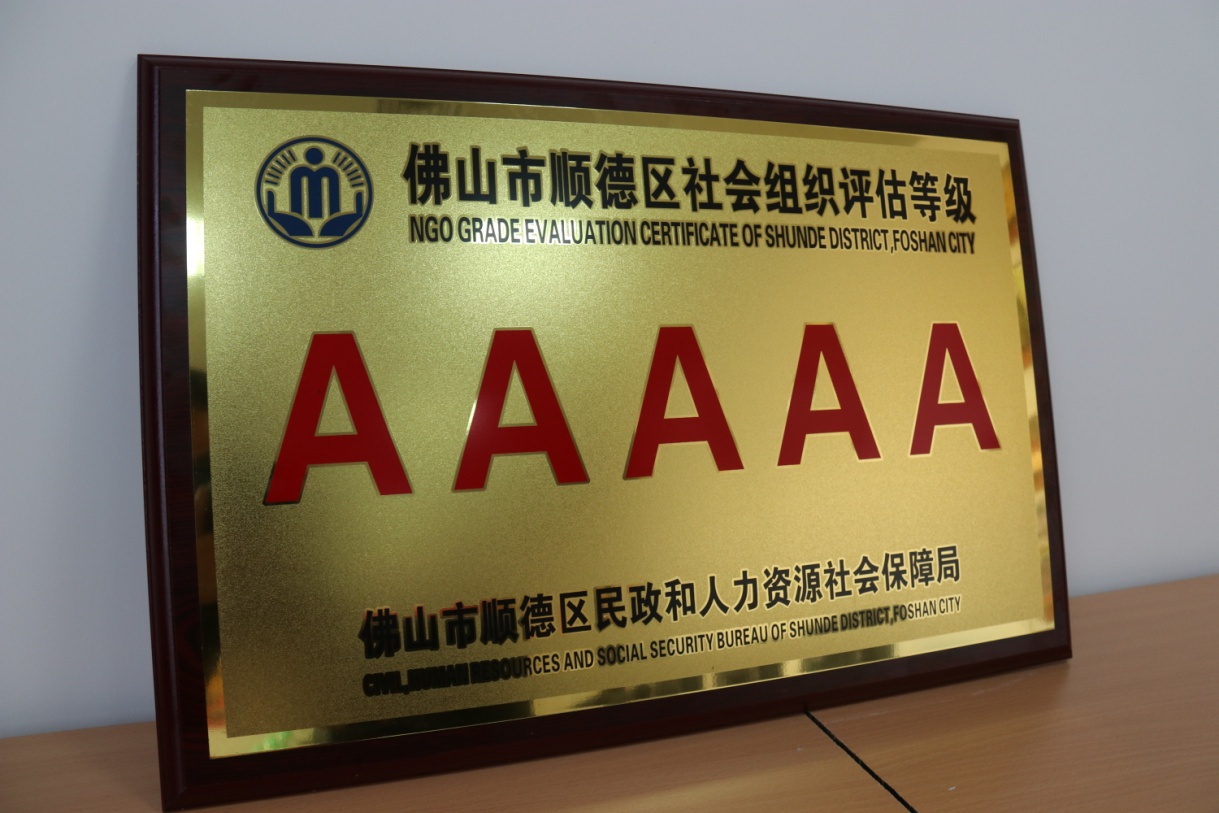 佛山市顺德区社会组织评估等级
NGO GRADE EVALUATION CERTIFICATE OF SHUNDE DISTRICT,FOSHAN CITY
AAAAA
佛山市顺德区民政和人力资源社会保障局
CIVIL,HUMAN RESOURCES AND SOCIAL SECURITY BUREAU OF SHUNDE DISTRICT,FOSHAN CITY